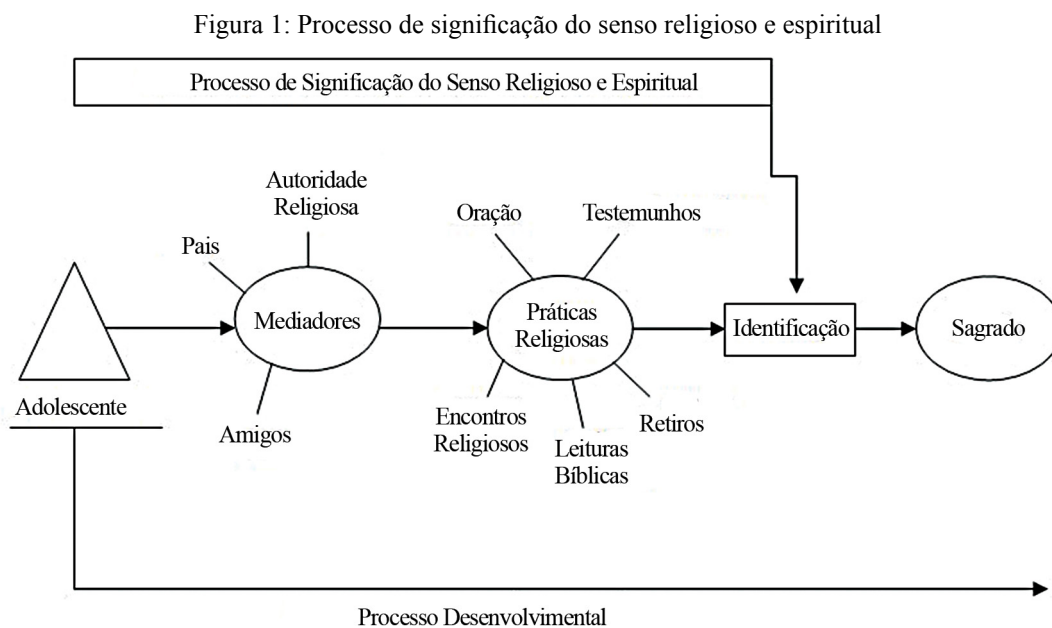 Figura 1: Processo de significação do senso religioso e espiritual
Processo de Significação do Senso Religioso e Espiritual
Autoridade
Religiosa
Oração
Testemunhos
Pais
Mediadores
Práticas
Religiosas
Identificação
Sagrado
Adolescente
Amigos
Encontros
Religiosos
Retiros
Leituras
Bíblicas
Processo Desenvolvimental